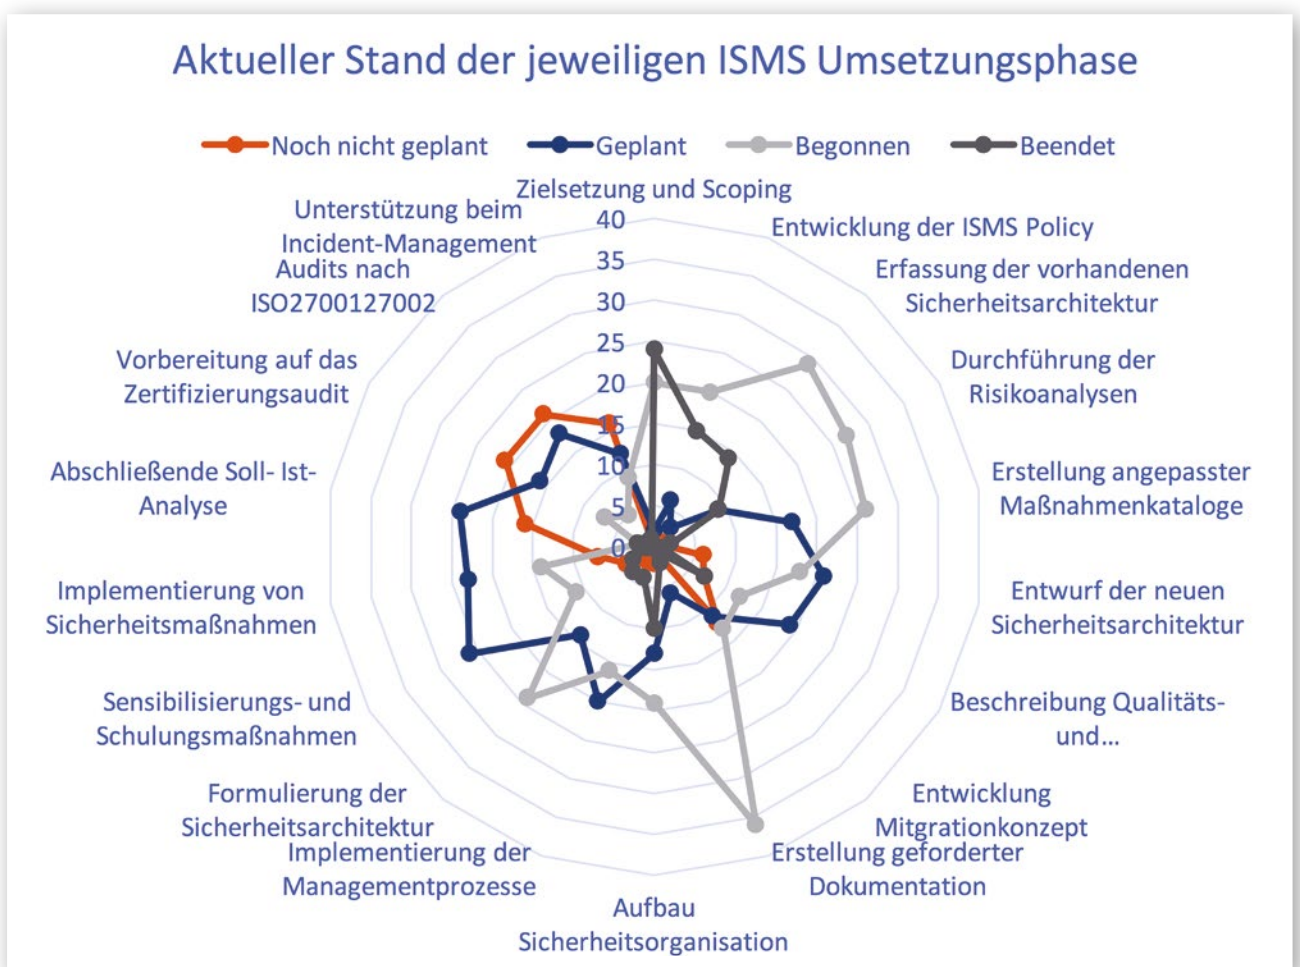 Aktueller Stand der jeweiligen ISMS Umsetzungsphase
Noch nicht geplant
Geplant
Begonnen
Beendet
Zielsetzung und Scoping
Entwicklung der ISMS Policy
Erfassung der vorhandenen
Sicherheitsarchitektur
Durchführung der
Risikoanalysen
Erstellung angepasster
Maßnahmenkataloge
Entwurf der neuen
Sicherheitsarchitektur
Beschreibung Qualitäts-
und...
Entwicklung
Mitgrationkonzept
Erstellung geforderter
Dokumentation
Aufbau
Sicherheitsorganisation
Implementierung der
Managementprozesse
Formulierung der
Sicherheitsarchitektur
Sensibilisierungs- und
Schulungsmaßnahmen
Implementierung von
Sicherheitsmaßnahmen
Abschließende Soll- Ist-
Analyse
Vorbereitung auf das
Zertifizierungsaudit
Audits nach
ISO2700127002
Unterstützung beim
Incident-Management
40
35
30
25
20
15
10
5
0